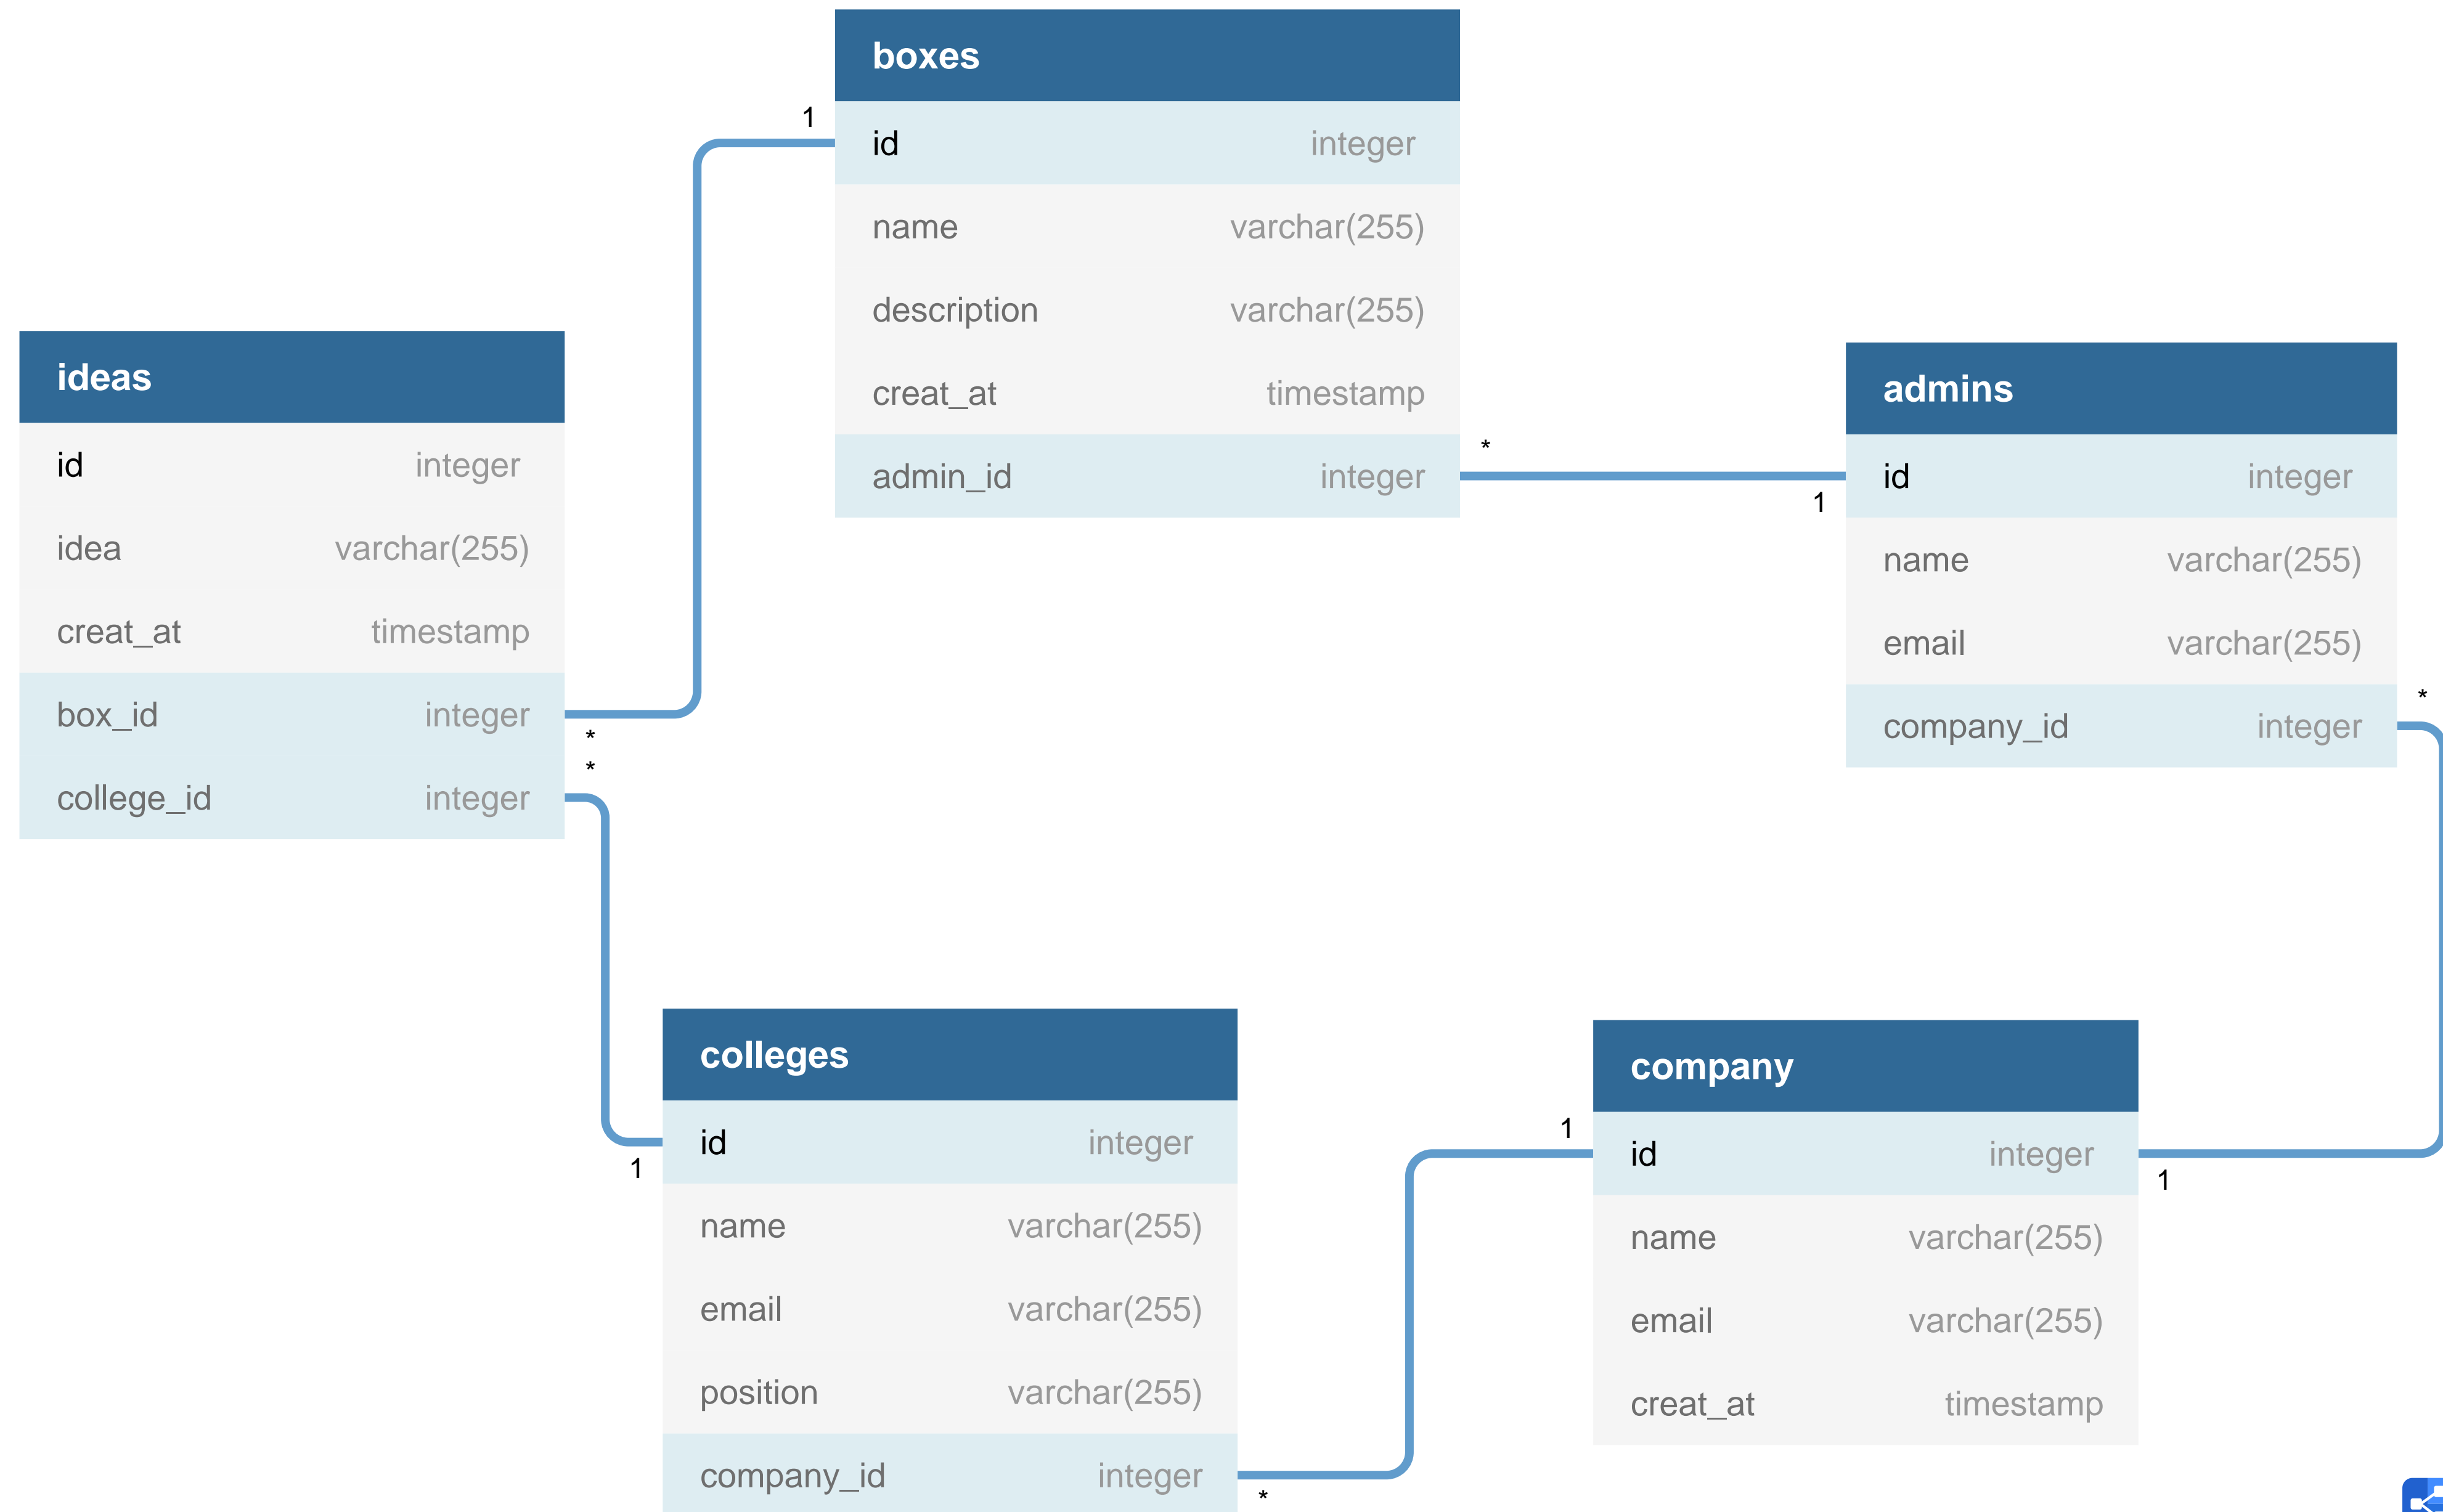 boxes
1
id integer
name varchar(255)
description varchar(255)
creat_at timestamp
*
admin_id integer
1
ideas
id integer
idea varchar(255)
creat_at timestamp
box_id integer
*
*
college_id integer
admins
id integer
name varchar(255)
email varchar(255)
*
company_id integer
colleges
id integer
1
name varchar(255)
email varchar(255)
position varchar(255)
company_id integer
*
company
1
id integer
1
name varchar(255)
email varchar(255)
creat_at timestamp